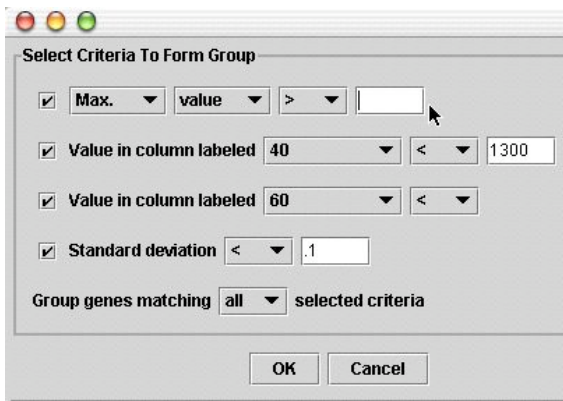 Select Criteria To Form Group
Max. value >
Value in column labeled 40 < 1300
Value in column labeled 60 <
Standard deviation < .1
Group genes matching all selected criteria
OK Cancel